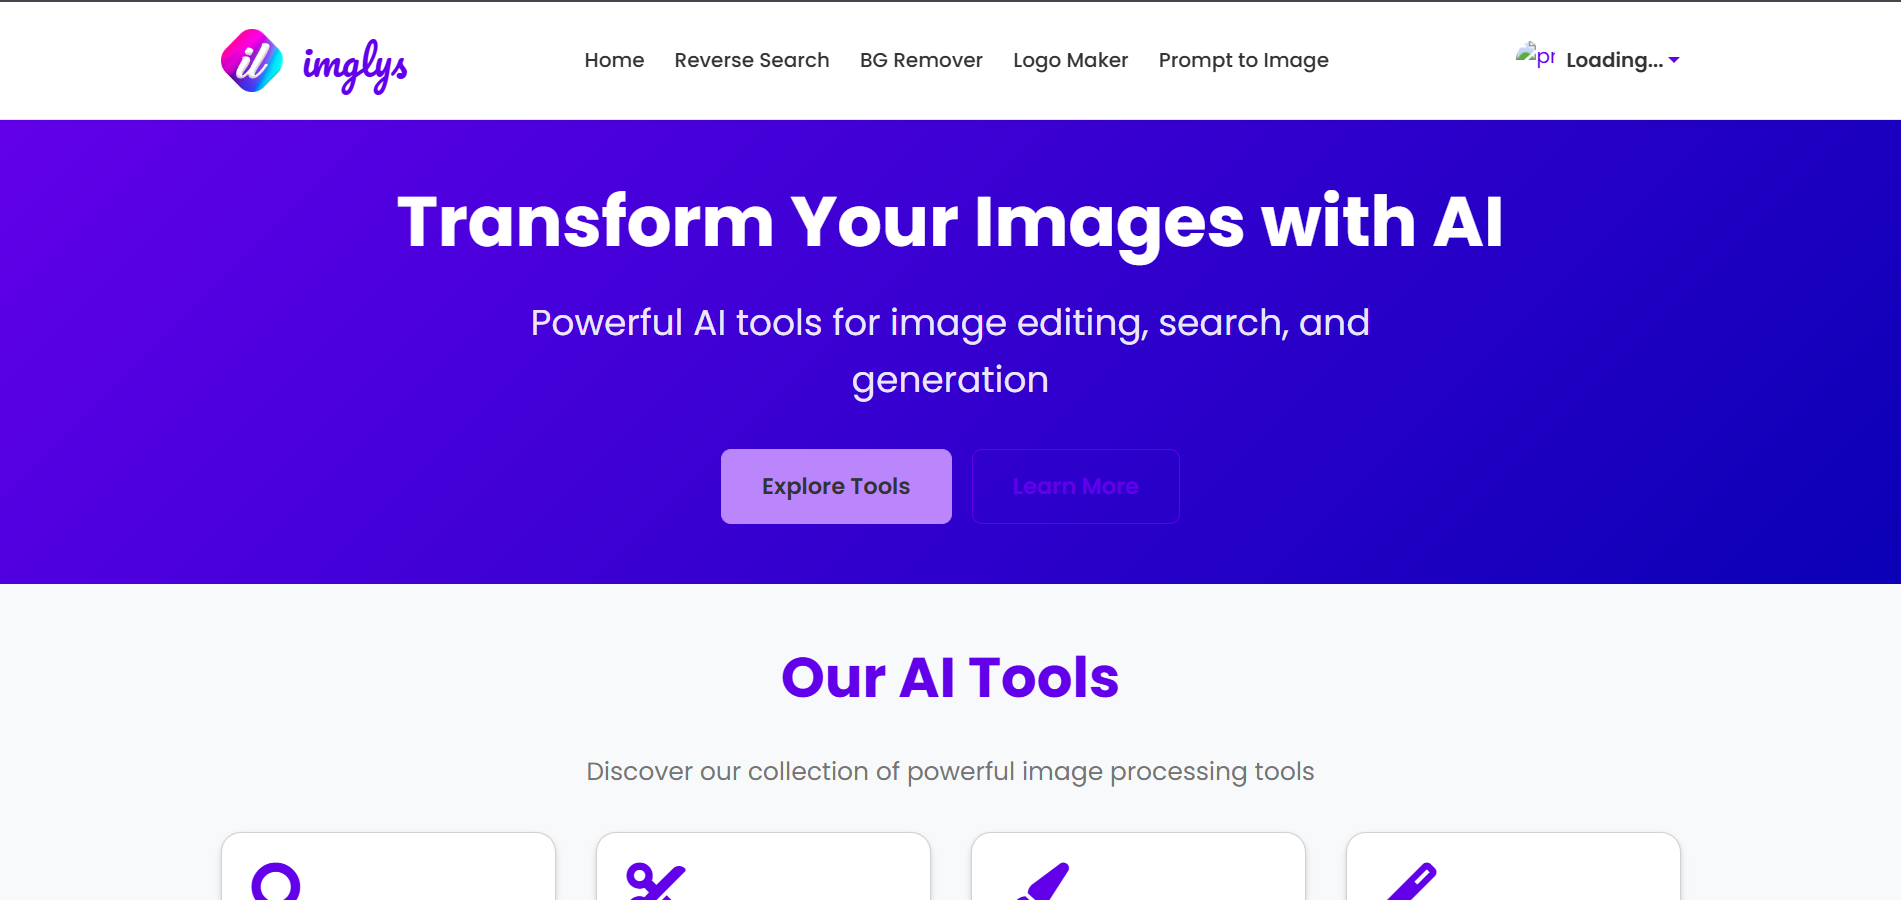 il imglys
Home Reverse Search BG Remover Logo Maker Prompt to Image
pr Loading...
Transform Your Images with AI
Powerful AI tools for image editing, search, and
generation
Explore Tools Learn More
Our AI Tools
Discover our collection of powerful image processing tools